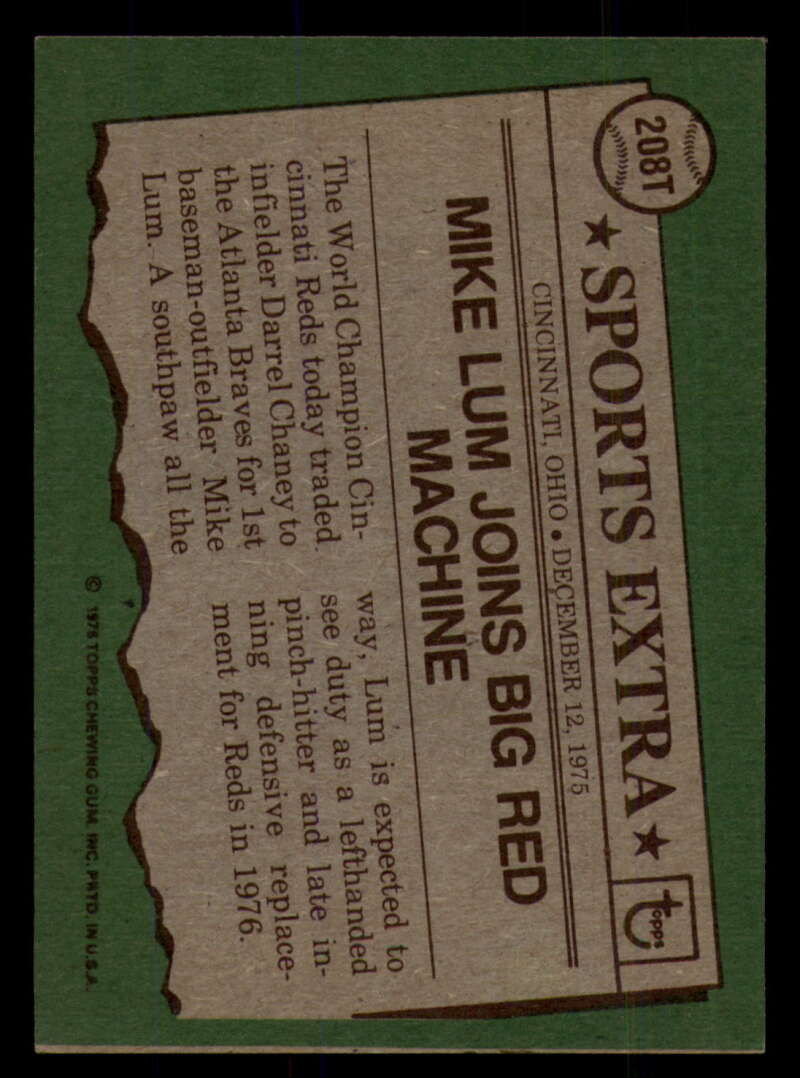 208T
★ SPORTS EXTRA ★
topps
CINCINNATI, OHIO • DECEMBER 12, 1975
MIKE LUM JOINS BIG RED
MACHINE
The World Champion Cin-
cinnati Reds today traded
infielder Darrel Chaney to
the Atlanta Braves for 1st
baseman-outfielder Mike
Lum. A southpaw all the
way, Lum is expected to
see duty as a lefthanded
pinch-hitter and late in-
ning defensive replace-
ment for Reds in 1976.
© 1976 TOPPS CHEWING GUM, INC. PRTD. IN U.S.A.